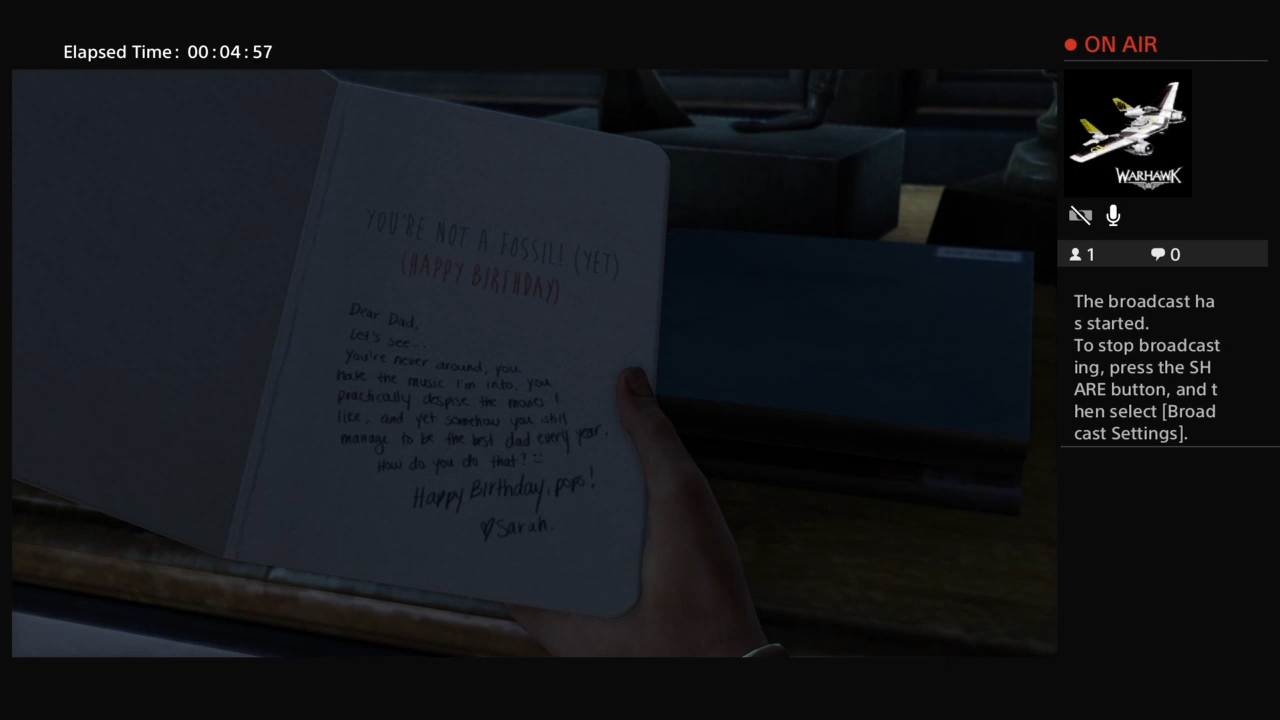 Elapsed Time: 00:04:57
ON AIR
WARHAWK
1
0
The broadcast ha
s started.
To stop broadcast
ing, press the SH
ARE button, and t
hen select [Broad
cast Settings].
YOU'RE NOT A FOSSIL! (YET)
(HAPPY BIRTHDAY)
Dear Dad,
Let's see...
You're never around, you
hate the music I'm into, you
practically despise the movies I
like, and yet somehow you still
manage to be the best dad every year.
How do you do that? :)
Happy Birthday, pops!
♡Sarah.